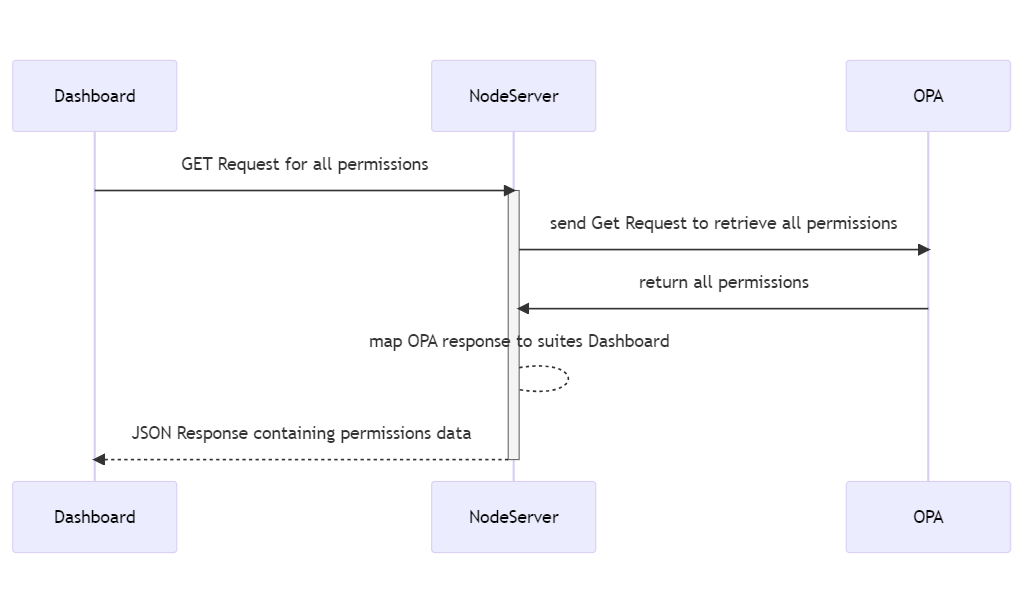 Dashboard
NodeServer
OPA
GET Request for all permissions
send Get Request to retrieve all permissions
return all permissions
map OPA response to suites Dashboard
JSON Response containing permissions data
Dashboard
NodeServer
OPA